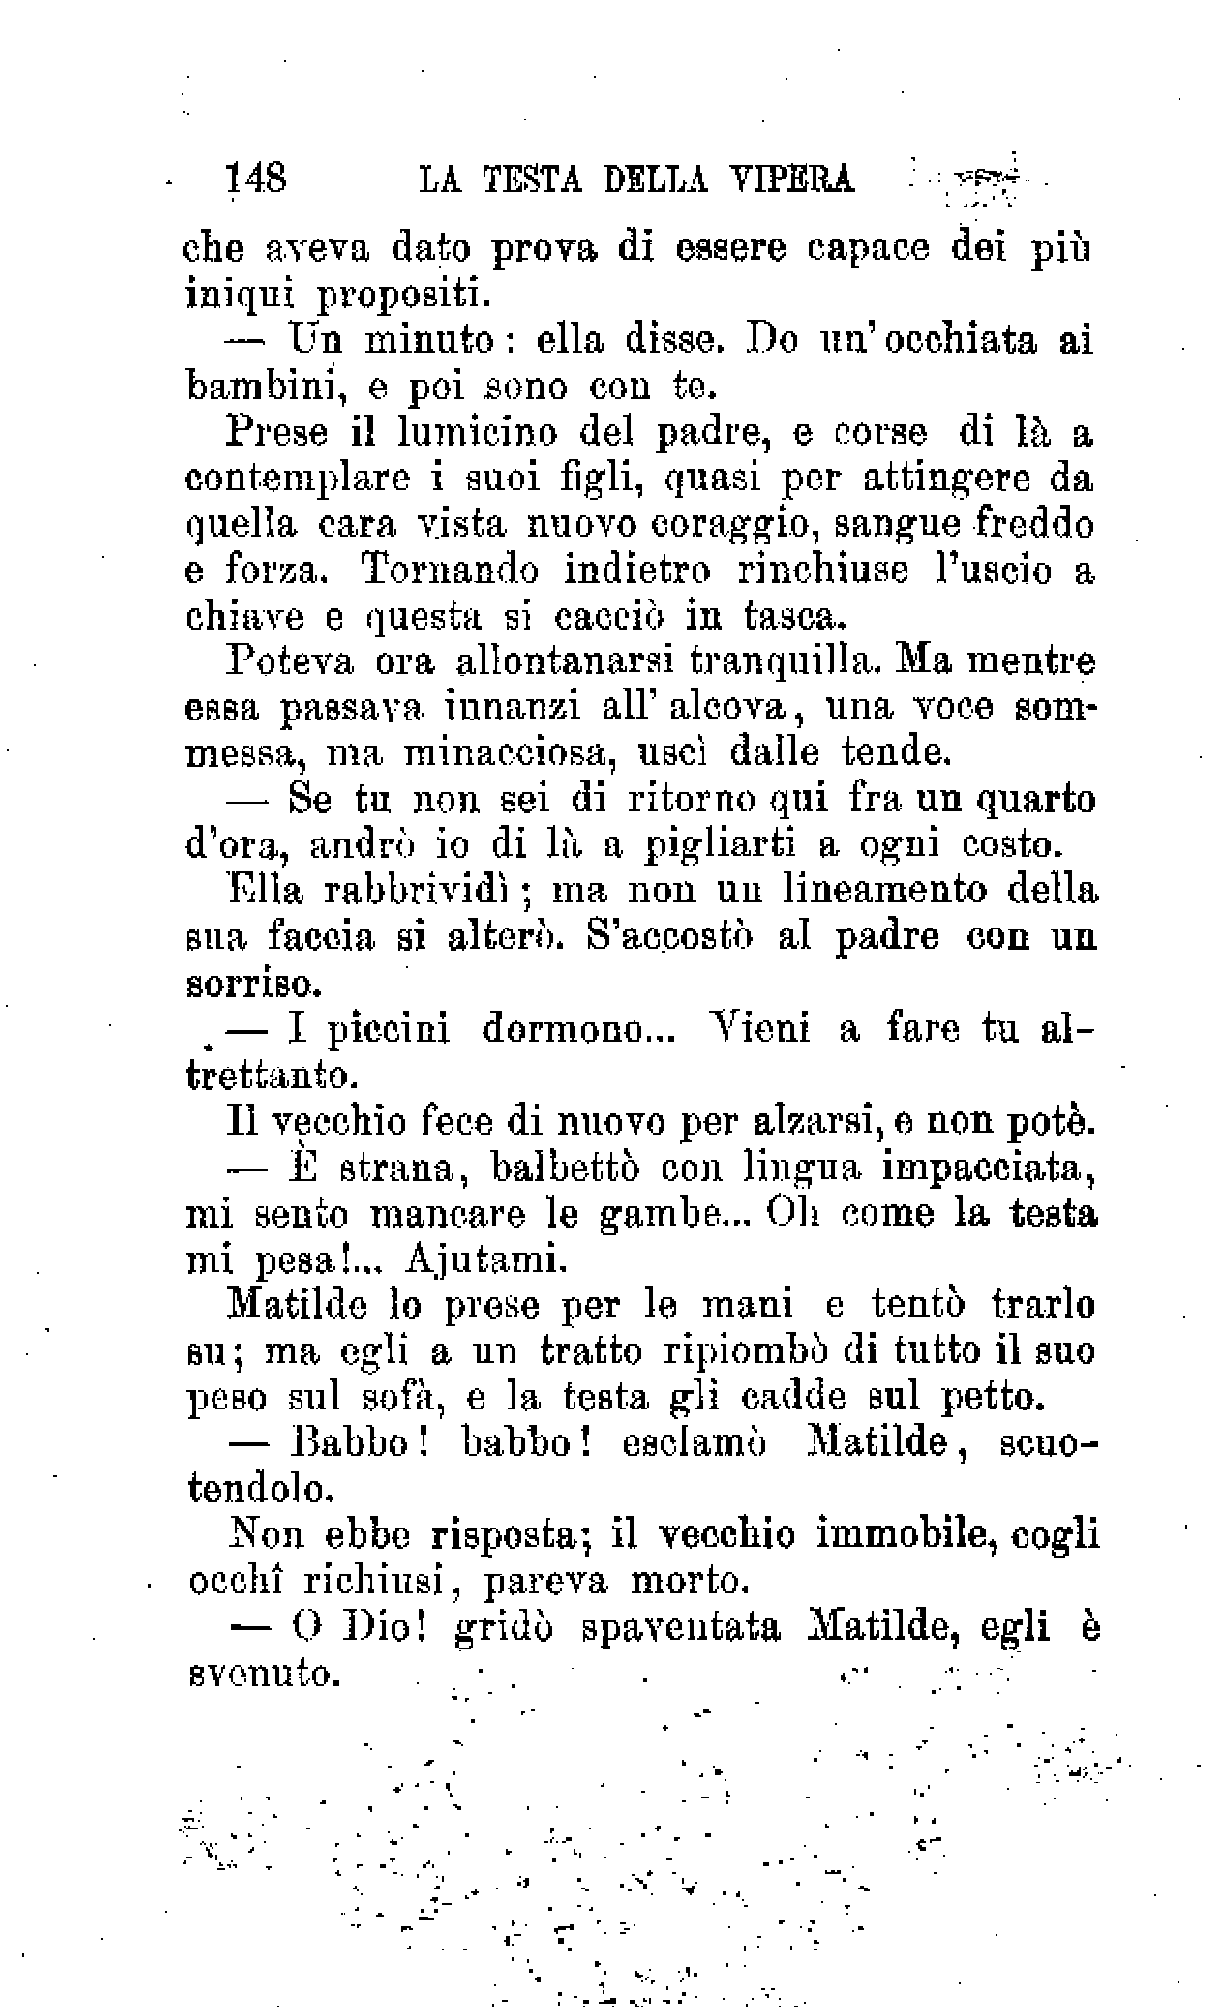 148 LA TESTA DELLA VIPERA
che aveva dato prova di essere capace dei più
iniqui propositi.
— Un minuto : ella disse. Do un' occhiata ai
bambini, e poi sono con te.
Prese il lumicino del padre, e corse di là a
contemplare i suoi figli, quasi per attingere da
quella cara vista nuovo coraggio, sangue freddo
e forza. Tornando indietro rinchiuse l'uscio a
chiave e questa si cacciò in tasca.
Poteva ora allontanarsi tranquilla. Ma mentre
essa passava innanzi all' alcova, una voce som-
messa, ma minacciosa, uscì dalle tende.
— Se tu non sei di ritorno qui fra un quarto
d'ora, andrò io di là a pigliarti a ogni costo.
Ella rabbrividì ; ma non un lineamento della
sua faccia si alterò. S'accostò al padre con un
sorriso.
— I piccini dormono... Vieni a fare tu al-
trettanto.
Il vecchio fece di nuovo per alzarsi, e non potè.
— È strana, balbettò con lingua impacciata,
mi sento mancare le gambe... Oh come la testa
mi pesa!... Ajutami.
Matilde lo prese per le mani e tentò trarlo
su; ma egli a un tratto ripiombò di tutto il suo
peso sul sofà, e la testa gli cadde sul petto.
— Babbo ! babbo ! esclamò Matilde, scuo-
tendolo.
Non ebbe risposta; il vecchio immobile, cogli
occhî richiusi, pareva morto.
— O Dio! gridò spaventata Matilde, egli è
svenuto.